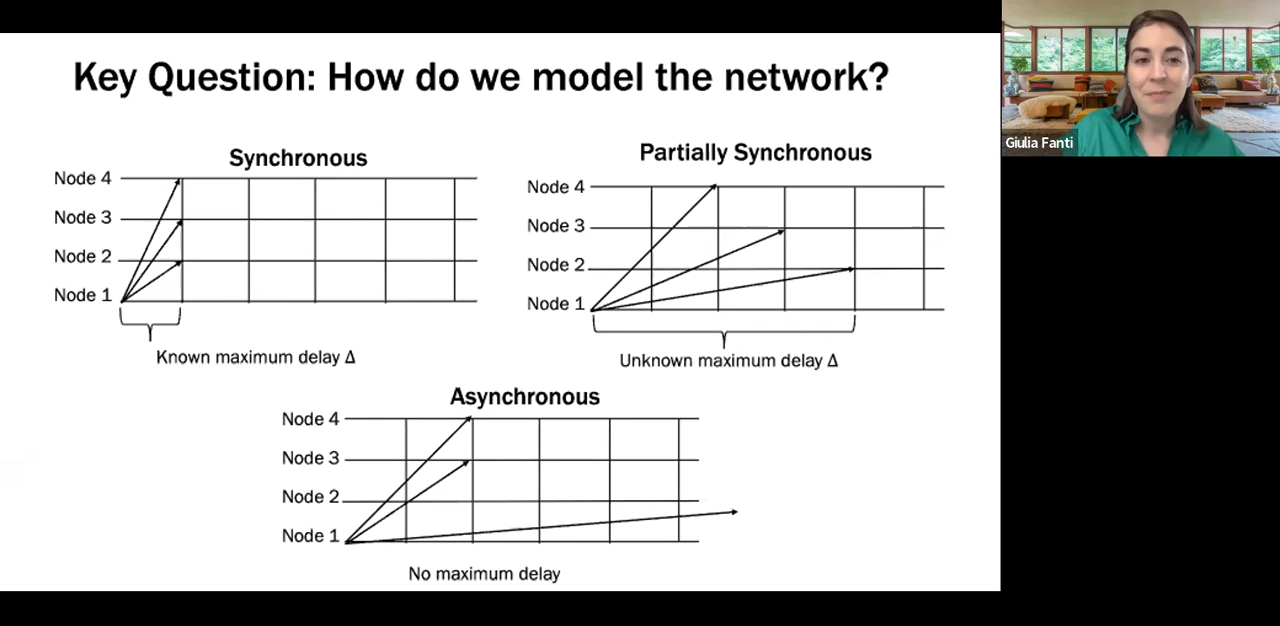 Key Question: How do we model the network?
Giulia Fanti
Synchronous
Node 4
Node 3
Node 2
Node 1
Known maximum delay Δ
Partially Synchronous
Node 4
Node 3
Node 2
Node 1
Unknown maximum delay Δ
Asynchronous
Node 4
Node 3
Node 2
Node 1
No maximum delay